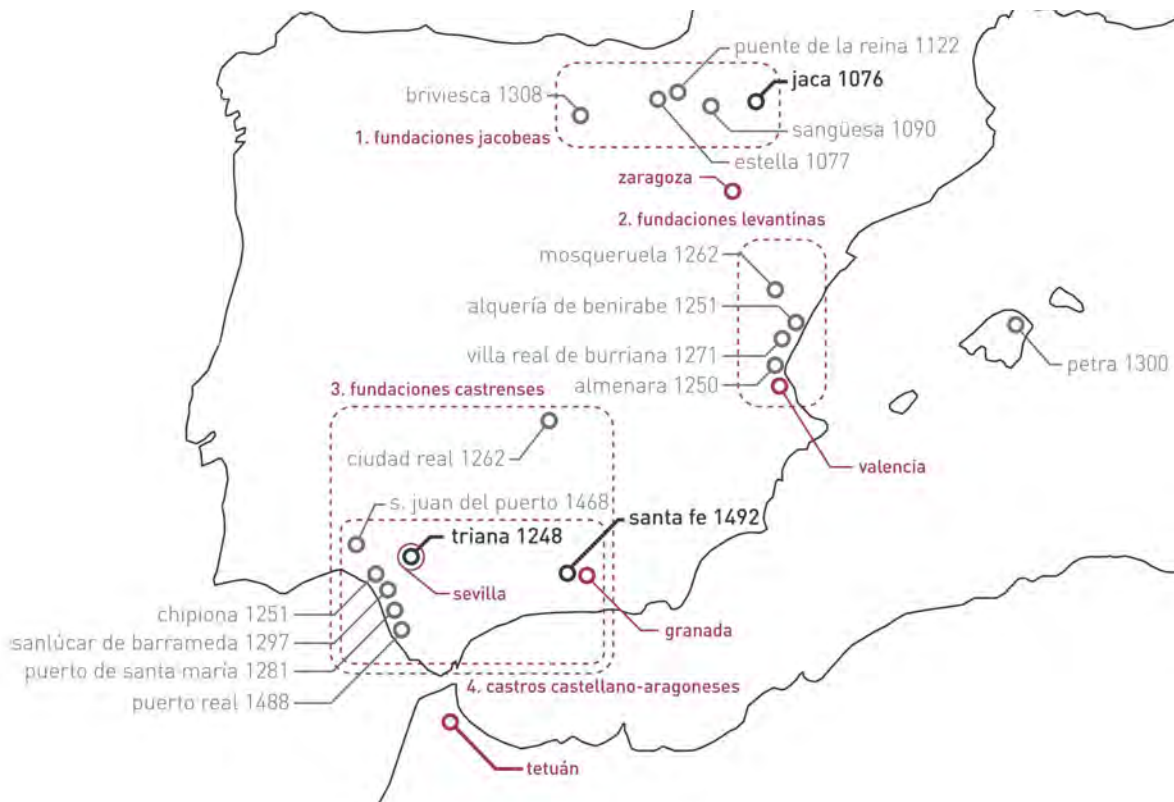 puente de la reina 1122
jaca 1076
briviesca 1308
sangüesa 1090
1. fundaciones jacobeas
estella 1077
zaragoza
2. fundaciones levantinas
mosqueruela 1262
alquería de benirabe 1251
villa real de burriana 1271
petra 1300
almenara 1250
3. fundaciones castrenses
ciudad real 1262
valencia
s. juan del puerto 1468
santa fe 1492
triana 1248
sevilla
chipiona 1251
granada
sanlúcar de barrameda 1297
puerto de santa maría 1281
4. castros castellano-aragoneses
puerto real 1488
tetuán